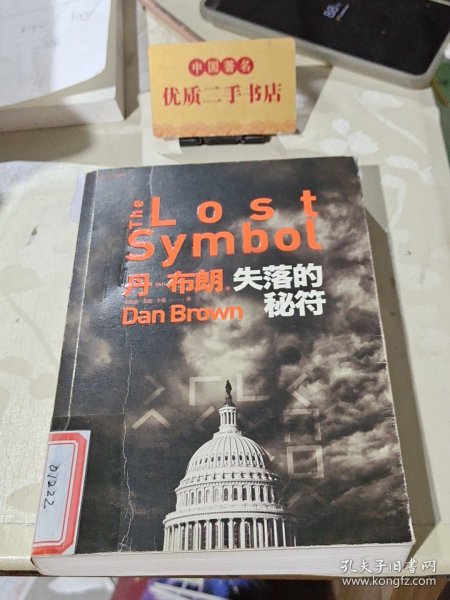 中国著名
优质二手书店
The Lost
Symbol
丹·布朗
失落的
秘符
Dan Brown
01222
孔夫子旧书网
www.kongfz.com